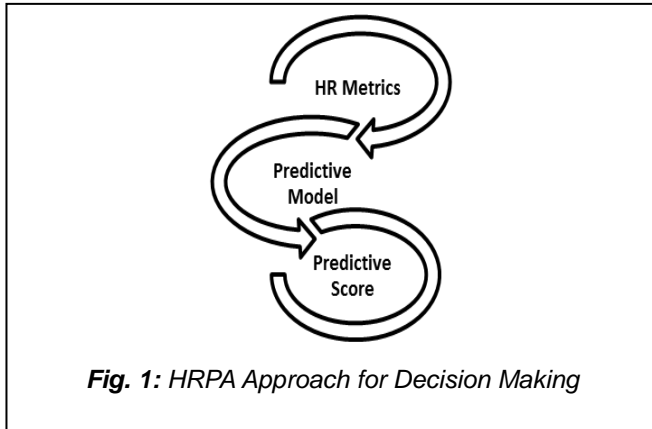 HR Metrics
Predictive
Model
Predictive
Score
Fig. 1: HRPA Approach for Decision Making